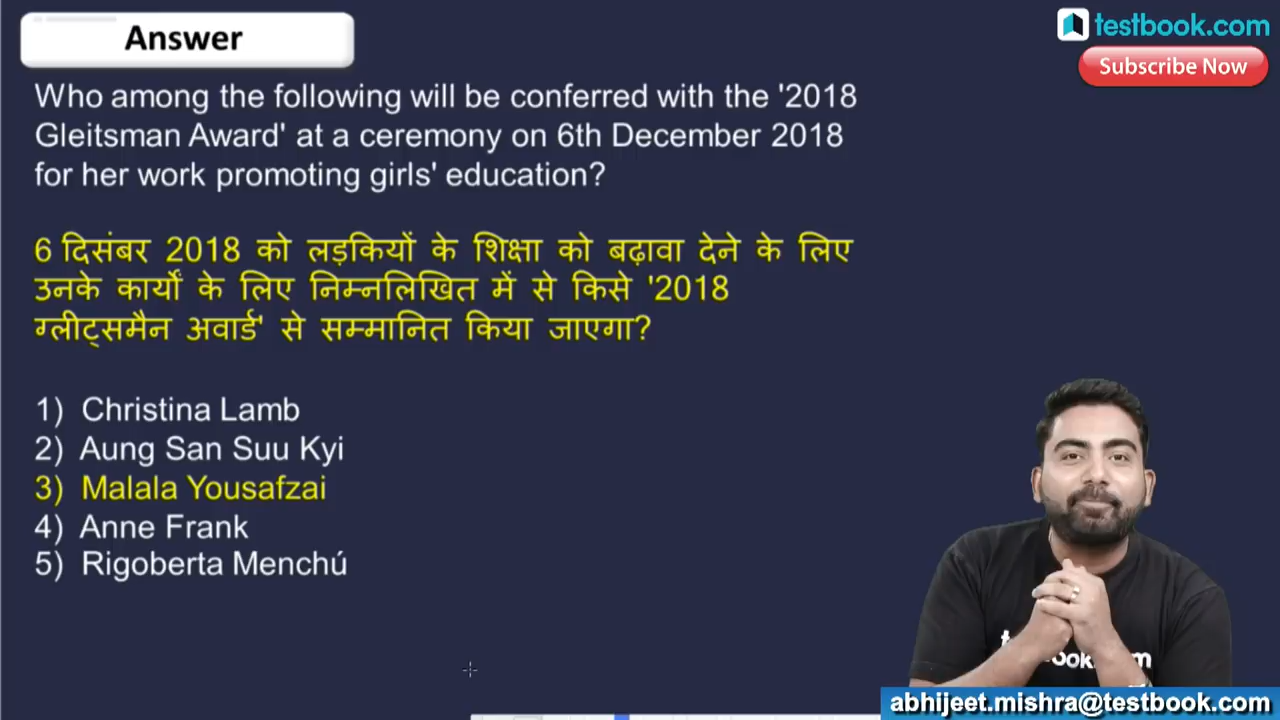 Answer
testbook.com
Subscribe Now
Who among the following will be conferred with the '2018
Gleitsman Award' at a ceremony on 6th December 2018
for her work promoting girls' education?
6 दिसंबर 2018 को लड़कियों के शिक्षा को बढ़ावा देने के लिए
उनके कार्यों के लिए निम्नलिखित में से किसे '2018
ग्लीट्समैन अवार्ड' से सम्मानित किया जाएगा?
1) Christina Lamb
2) Aung San Suu Kyi
3) Malala Yousafzai
4) Anne Frank
5) Rigoberta Menchú
abhijeet.mishra@testbook.com